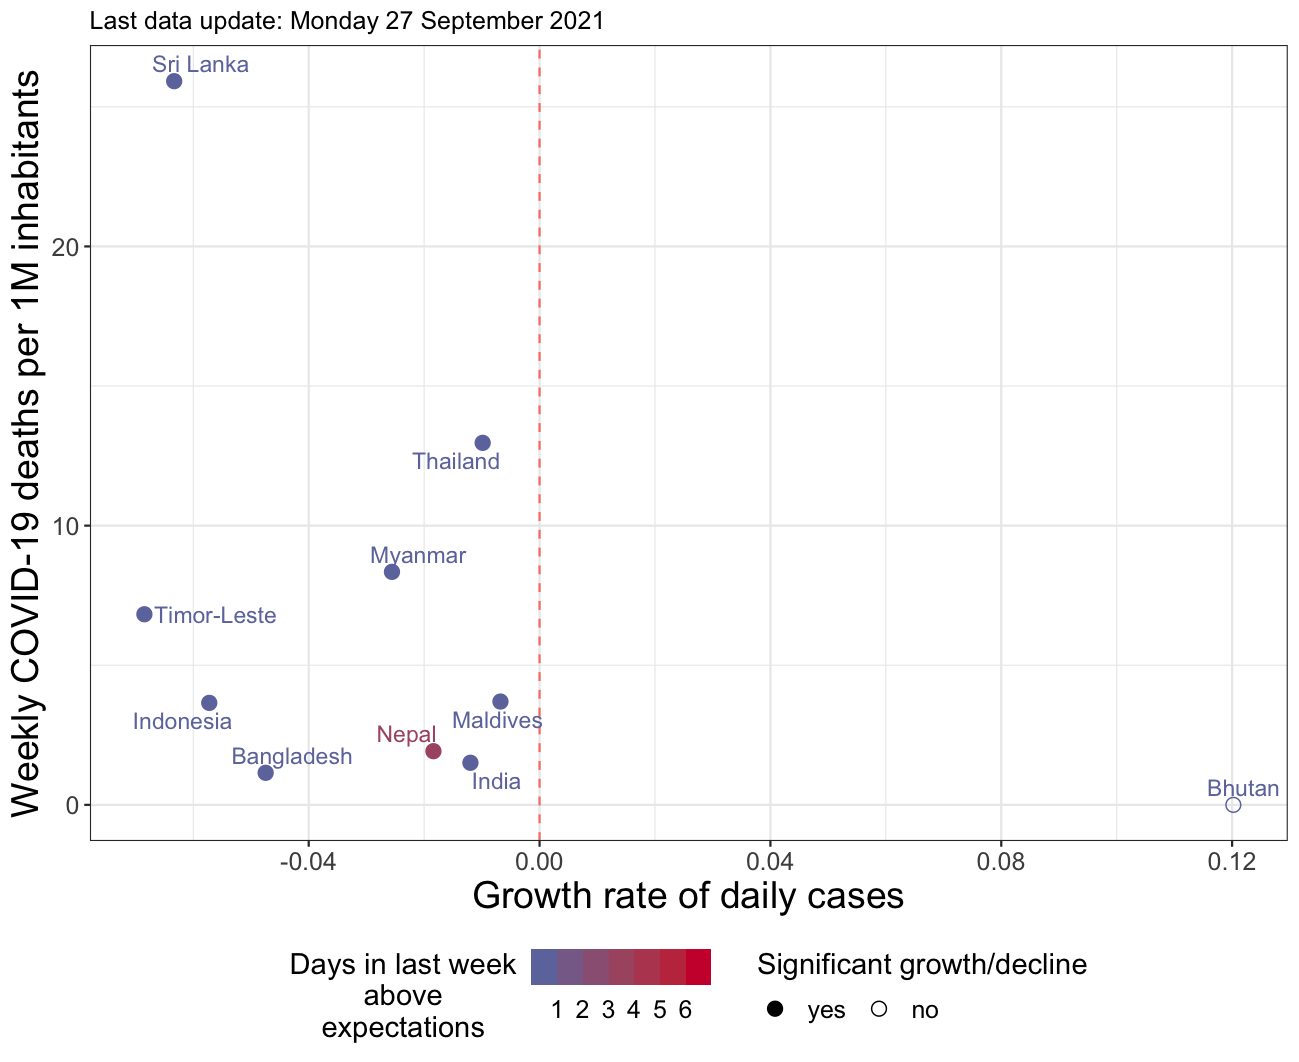 Last data update: Monday 27 September 2021
Weekly COVID-19 deaths per 1M inhabitants
20
10
0
Sri Lanka
Thailand
Myanmar
Timor-Leste
Indonesia
Maldives
Nepal
Bangladesh
India
Bhutan
-0.04 0.00 0.04 0.08 0.12
Growth rate of daily cases
Days in last week
above
expectations
1 2 3 4 5 6
Significant growth/decline
yes no